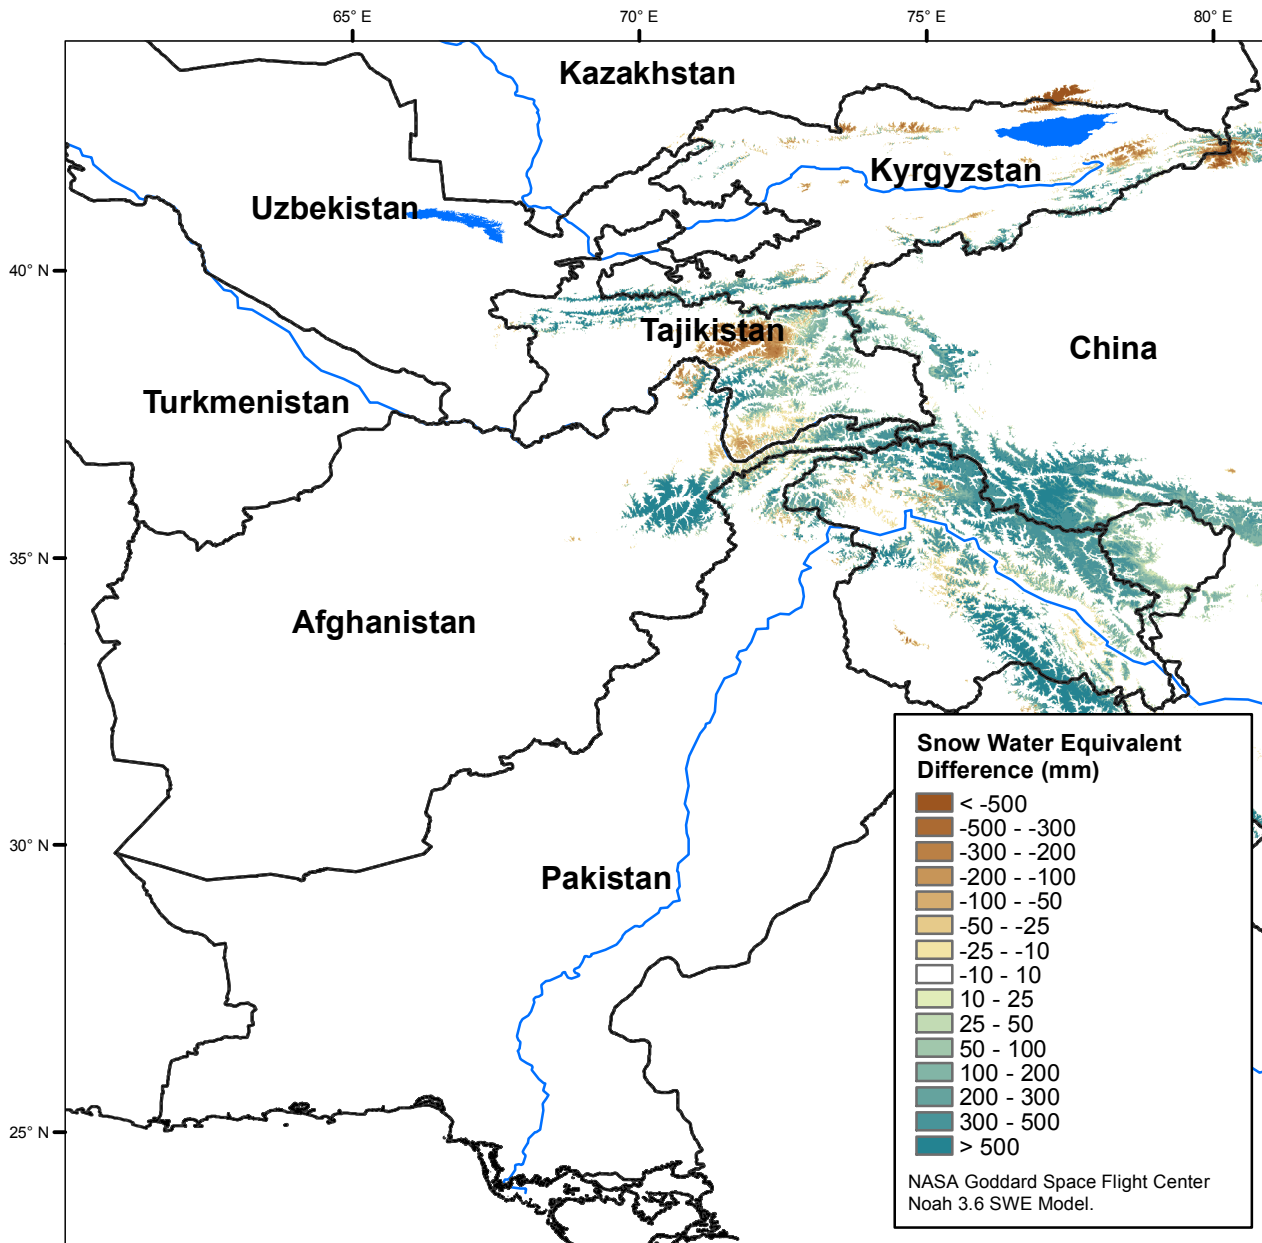 65° E
70° E
75° E
80° E
Kazakhstan
Kyrgyzstan
Uzbekistan
40° N
Tajikistan
China
Turkmenistan
35° N
Afghanistan
30° N
Pakistan
25° N
Snow Water Equivalent
Difference (mm)
< -500
-500 - -300
-300 - -200
-200 - -100
-100 - -50
-50 - -25
-25 - -10
-10 - 10
10 - 25
25 - 50
50 - 100
100 - 200
200 - 300
300 - 500
> 500
NASA Goddard Space Flight Center
Noah 3.6 SWE Model.